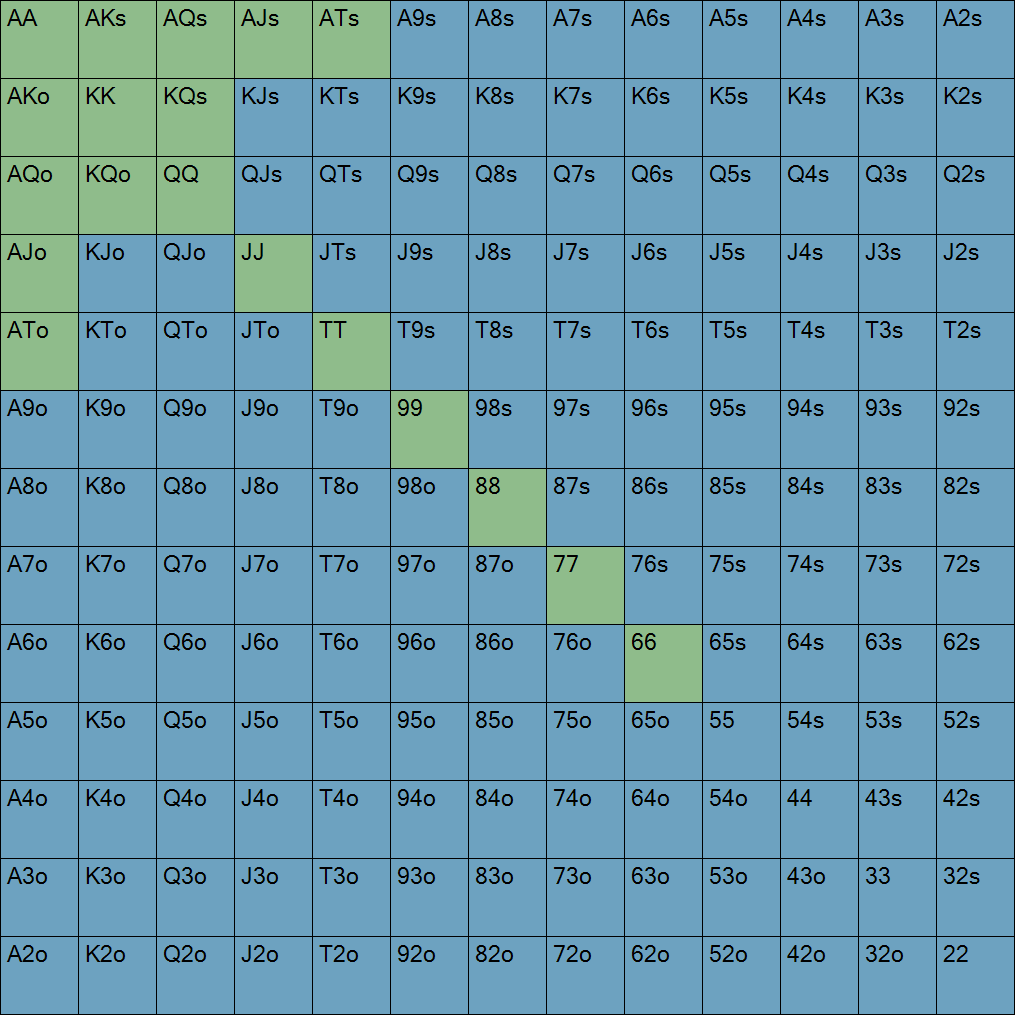 AA AKs AQs AJs ATs A9s A8s A7s A6s A5s A4s A3s A2s
AKo KK KQs KJs KTs K9s K8s K7s K6s K5s K4s K3s K2s
AQo KQo QQ QJs QTs Q9s Q8s Q7s Q6s Q5s Q4s Q3s Q2s
AJo KJo QJo JJ JTs J9s J8s J7s J6s J5s J4s J3s J2s
ATo KTo QTo JTo TT T9s T8s T7s T6s T5s T4s T3s T2s
A9o K9o Q9o J9o T9o 99 98s 97s 96s 95s 94s 93s 92s
A8o K8o Q8o J8o T8o 98o 88 87s 86s 85s 84s 83s 82s
A7o K7o Q7o J7o T7o 97o 87o 77 76s 75s 74s 73s 72s
A6o K6o Q6o J6o T6o 96o 86o 76o 66 65s 64s 63s 62s
A5o K5o Q5o J5o T5o 95o 85o 75o 65o 55 54s 53s 52s
A4o K4o Q4o J4o T4o 94o 84o 74o 64o 54o 44 43s 42s
A3o K3o Q3o J3o T3o 93o 83o 73o 63o 53o 43o 33 32s
A2o K2o Q2o J2o T2o 92o 82o 72o 62o 52o 42o 32o 22